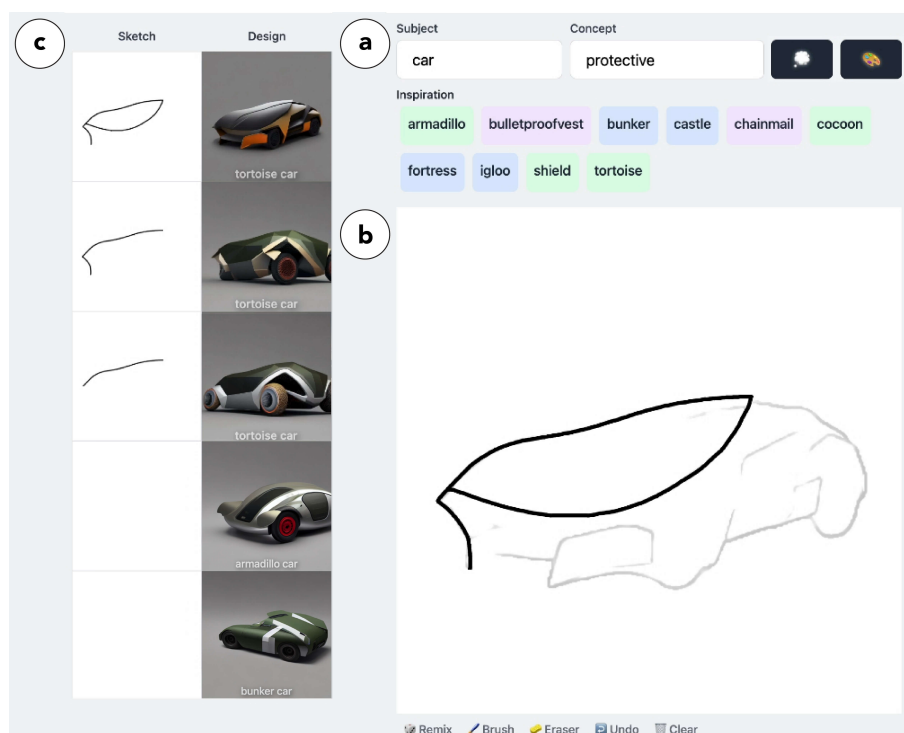 c
Sketch Design
tortoise car
tortoise car
tortoise car
armadillo car
bunker car
a
Subject Concept
car protective
Inspiration
armadillo bulletproofvest bunker castle chainmail cocoon
fortress igloo shield tortoise
b
Remix Brush Eraser Undo Clear